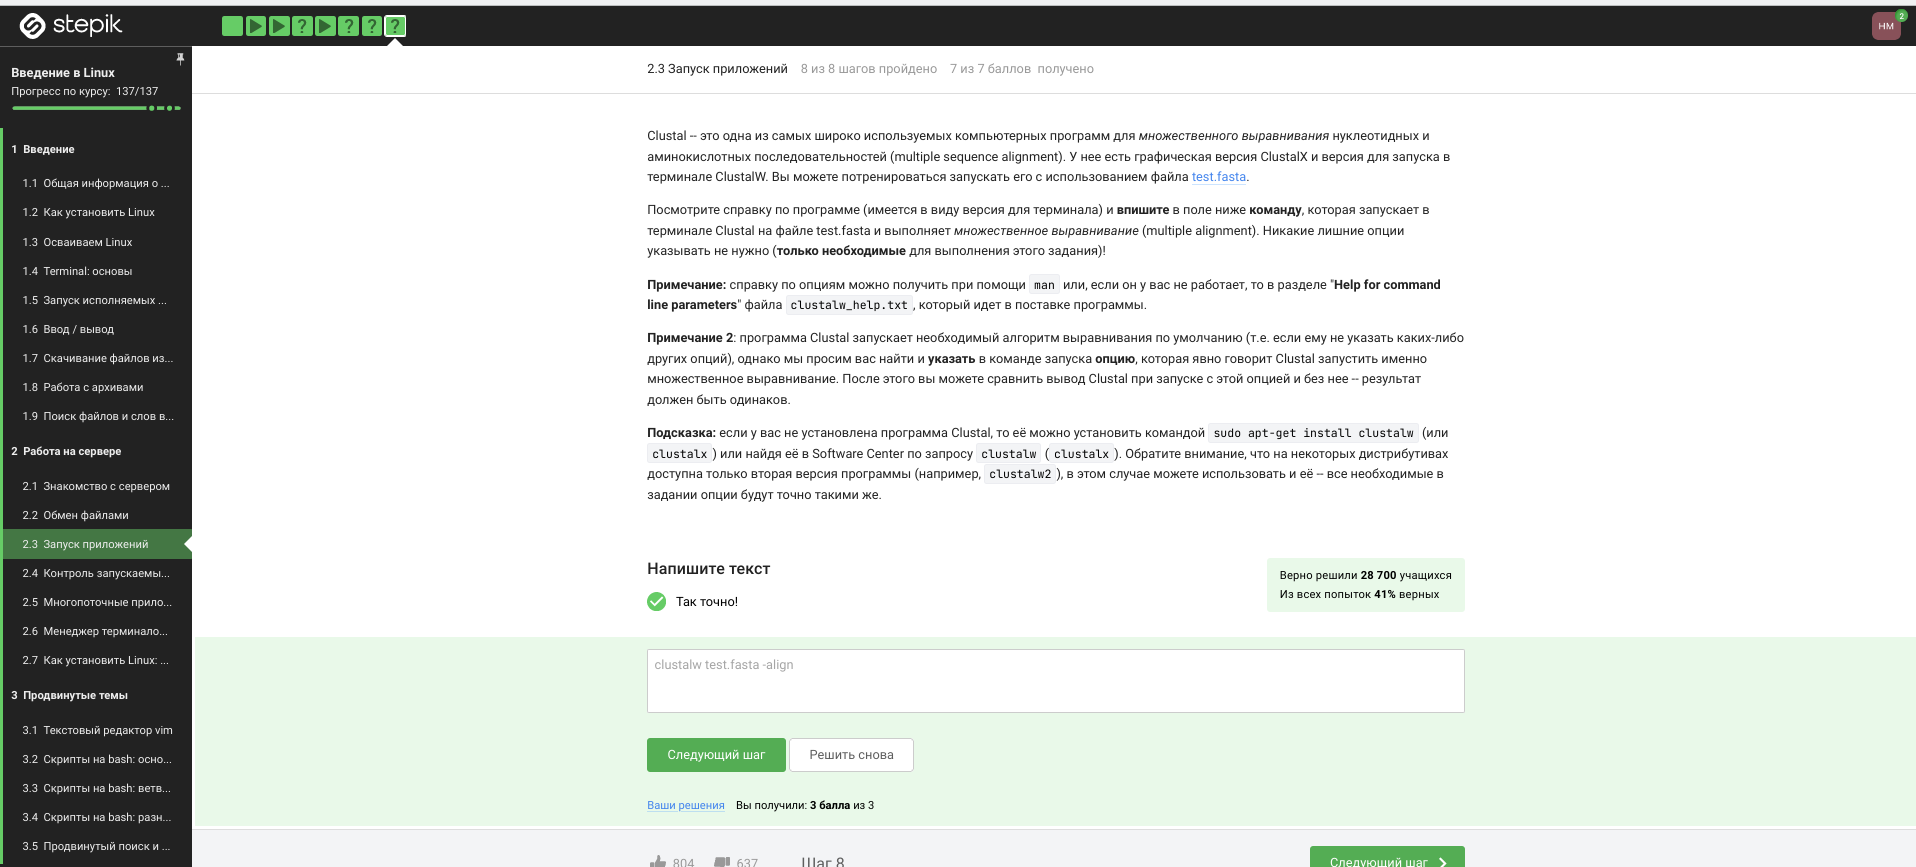 stepik
?
?
?
?
НМ
2
Введение в Linux
Прогресс по курсу: 137/137
1 Введение
1.1 Общая информация о ...
1.2 Как установить Linux
1.3 Осваиваем Linux
1.4 Terminal: основы
1.5 Запуск исполняемых ...
1.6 Ввод / вывод
1.7 Скачивание файлов из...
1.8 Работа с архивами
1.9 Поиск файлов и слов в...
2 Работа на сервере
2.1 Знакомство с сервером
2.2 Обмен файлами
2.3 Запуск приложений
2.4 Контроль запускаемы...
2.5 Многопоточные прило...
2.6 Менеджер терминало...
2.7 Как установить Linux: ...
3 Продвинутые темы
3.1 Текстовый редактор vim
3.2 Скрипты на bash: осно...
3.3 Скрипты на bash: ветв...
3.4 Скрипты на bash: разн...
3.5 Продвинутый поиск и ...
2.3 Запуск приложений 8 из 8 шагов пройдено 7 из 7 баллов получено
Clustal -- это одна из самых широко используемых компьютерных программ для множественного выравнивания нуклеотидных и
аминокислотных последовательностей (multiple sequence alignment). У нее есть графическая версия ClustalX и версия для запуска в
терминале ClustalW. Вы можете потренироваться запускать его с использованием файла test.fasta.
Посмотрите справку по программе (имеется в виду версия для терминала) и впишите в поле ниже команду, которая запускает в
терминале Clustal на файле test.fasta и выполняет множественное выравнивание (multiple alignment). Никакие лишние опции
указывать не нужно (только необходимые для выполнения этого задания)!
Примечание: справку по опциям можно получить при помощи man или, если он у вас не работает, то в разделе "Help for command
line parameters" файла clustalw_help.txt, который идет в поставке программы.
Примечание 2: программа Clustal запускает необходимый алгоритм выравнивания по умолчанию (т.е. если ему не указать каких-либо
других опций), однако мы просим вас найти и указать в команде запуска опцию, которая явно говорит Clustal запустить именно
множественное выравнивание. После этого вы можете сравнить вывод Clustal при запуске с этой опцией и без нее -- результат
должен быть одинаков.
Подсказка: если у вас не установлена программа Clustal, то её можно установить командой sudo apt-get install clustalw (или
clustalx ) или найдя её в Software Center по запросу clustalw ( clustalx ). Обратите внимание, что на некоторых дистрибутивах
доступна только вторая версия программы (например, clustalw2 ), в этом случае можете использовать и её -- все необходимые в
задании опции будут точно такими же.
Напишите текст
Так точно!
Верно решили 28 700 учащихся
Из всех попыток 41% верных
clustalw test.fasta -align
Следующий шаг
Решить снова
Ваши решения Вы получили: 3 балла из 3
804 637 Шаг 8
Следующий шаг